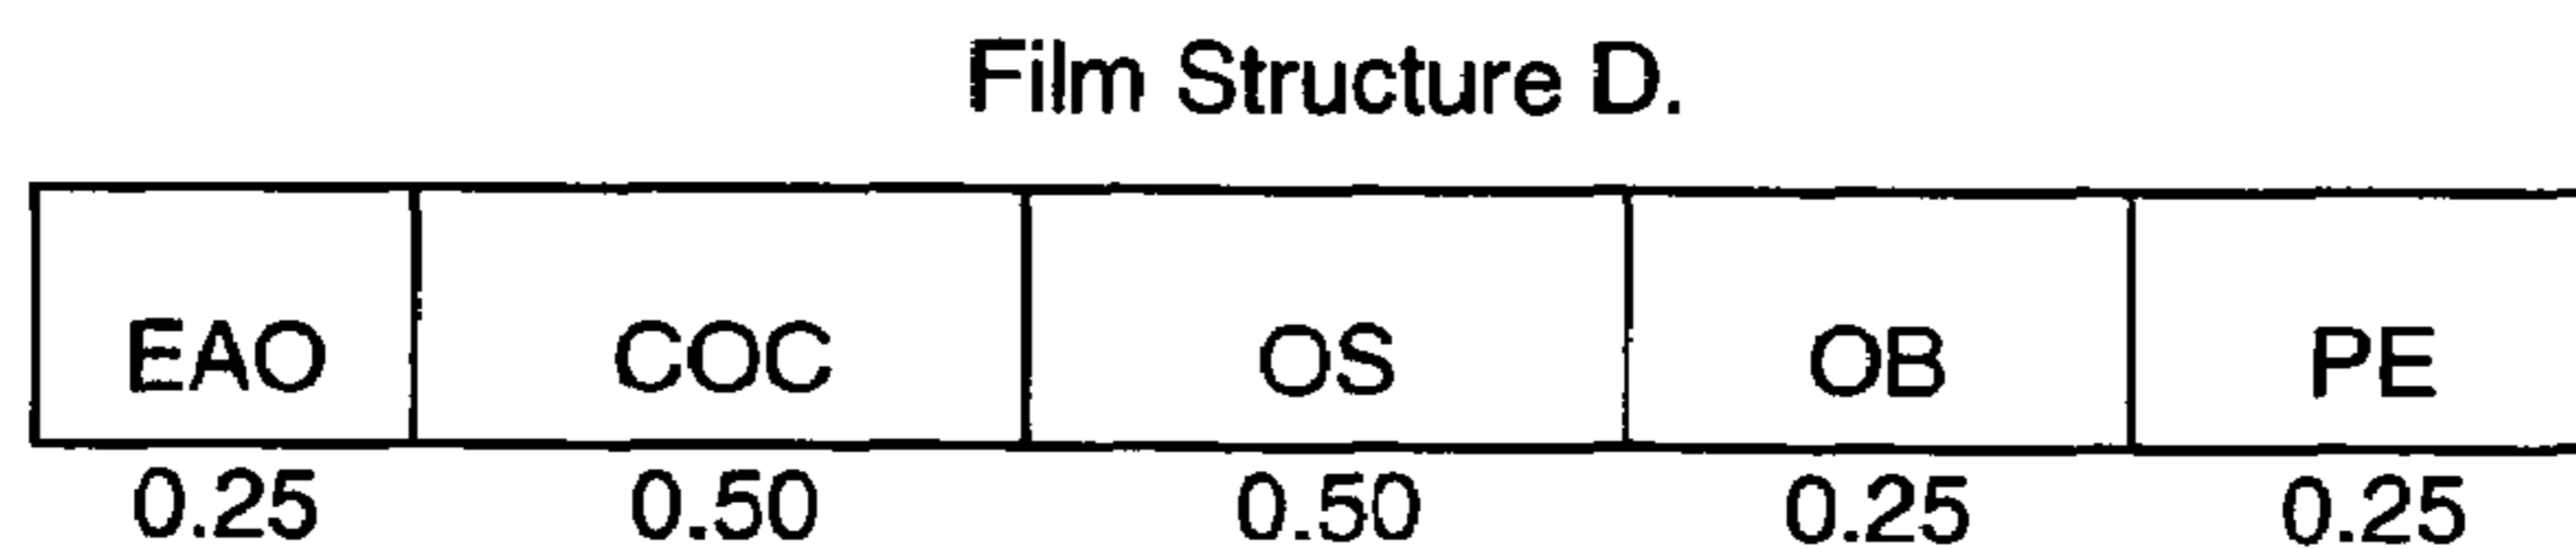 Film Structure D.
EAO COC OS OB PE
0.25 0.50 0.50 0.25 0.25